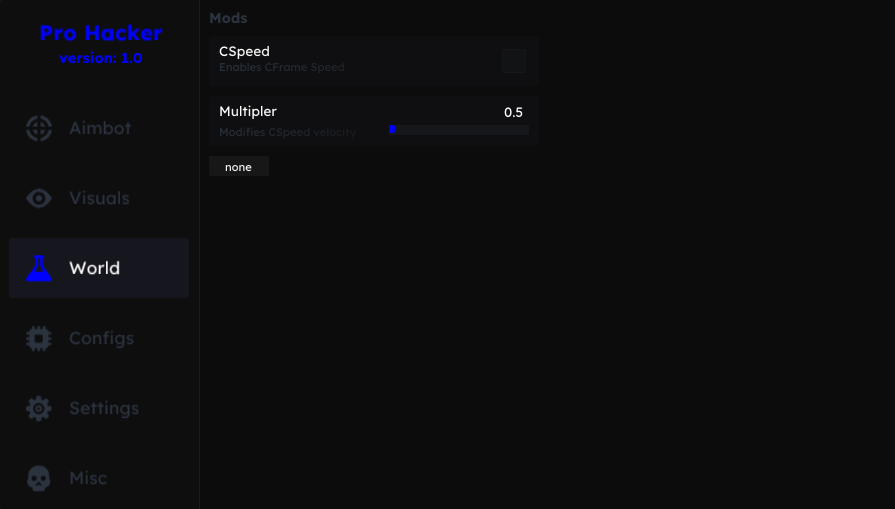 Pro Hacker
version: 1.0
Aimbot
Visuals
World
Configs
Settings
Misc
Mods
CSpeed
Enables CFrame Speed
Multipler
0.5
Modifies CSpeed velocity
none